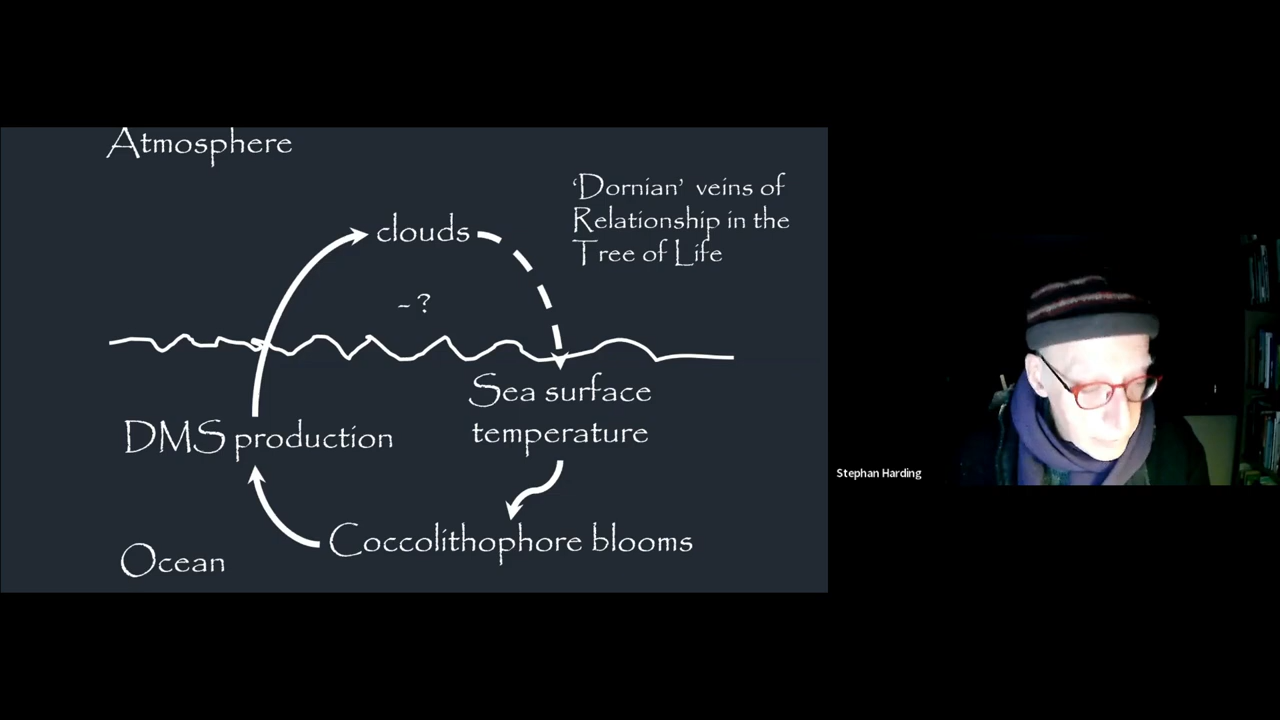 Atmosphere
‘Dornian’ veins of
Relationship in the
Tree of Life
clouds
- ?
Sea surface
temperature
DMS production
Coccolithophore blooms
Ocean
Stephan Harding